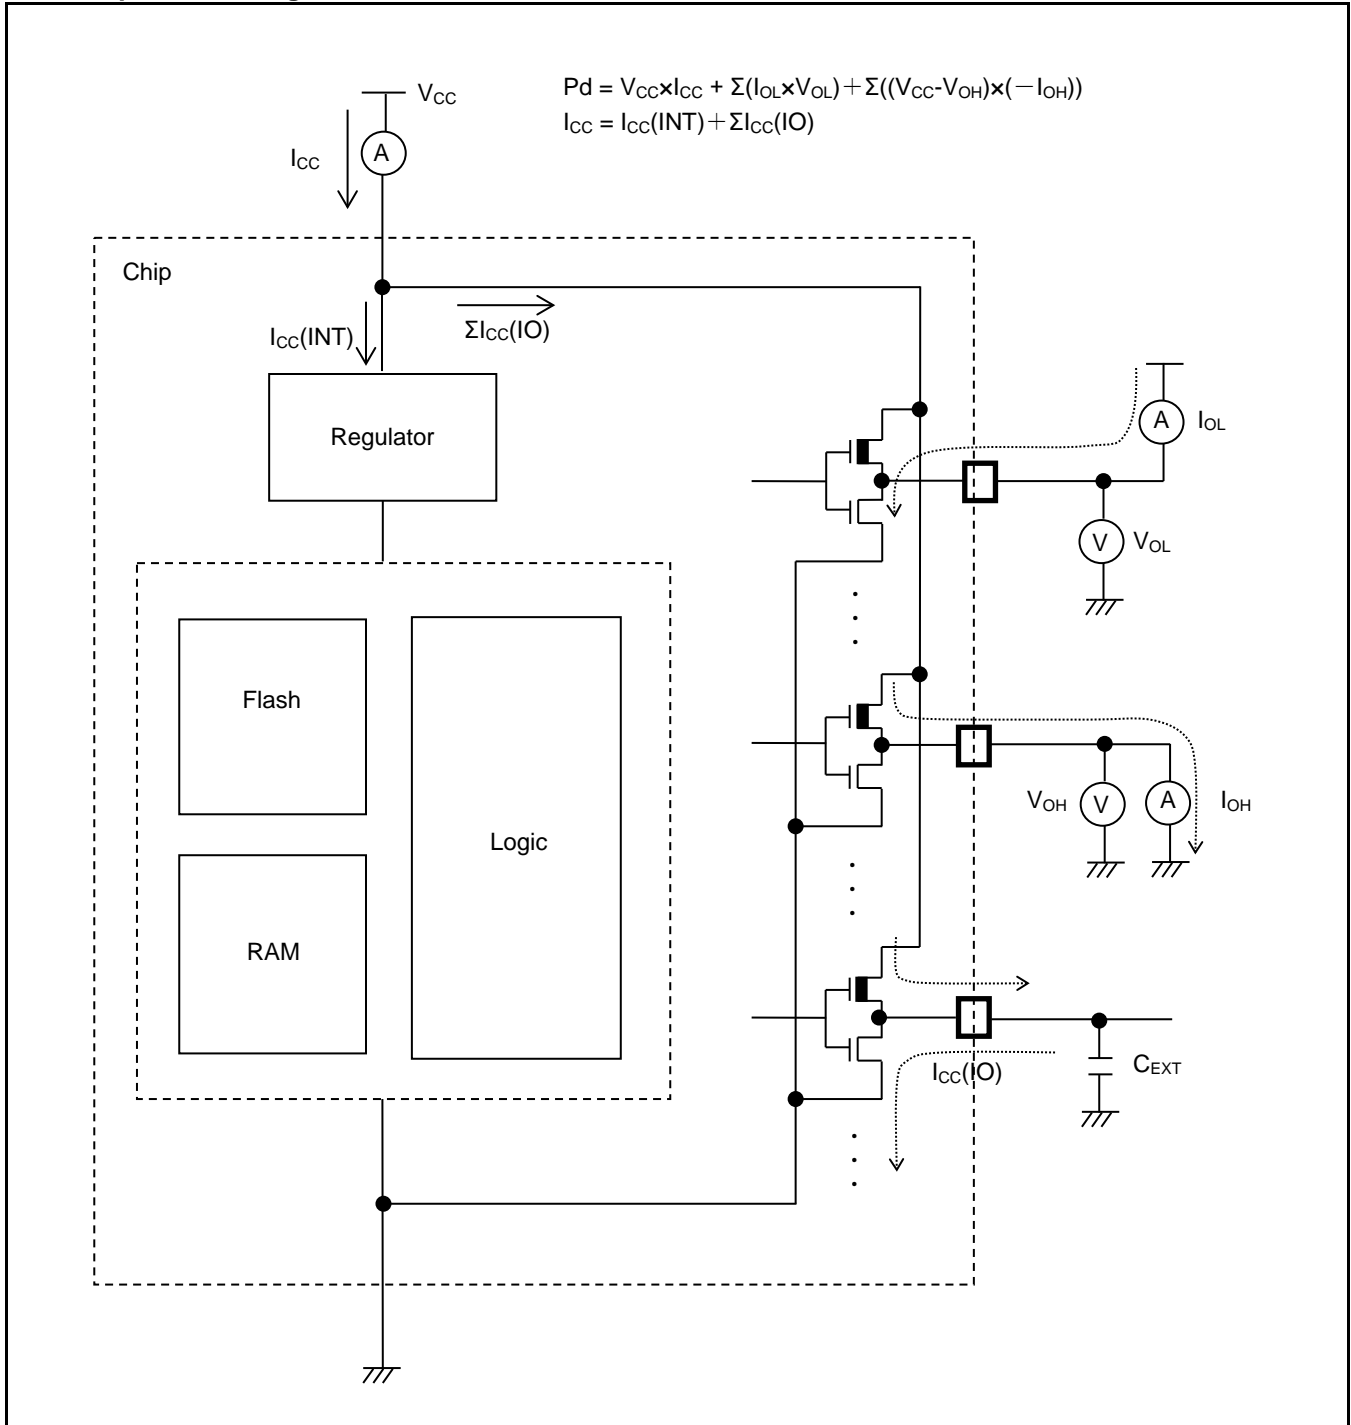 Pd = VCC×ICC + Σ(IOL×VOL)+Σ((VCC-VOH)×(-IOH))
ICC = ICC(INT)+ΣICC(IO)
VCC
A
ICC
Chip
ICC(INT)
ΣICC(IO)
Regulator
A
IOL
V
VOL
Flash
Logic
RAM
VOH
V
A
IOH
ICC(IO)
CEXT